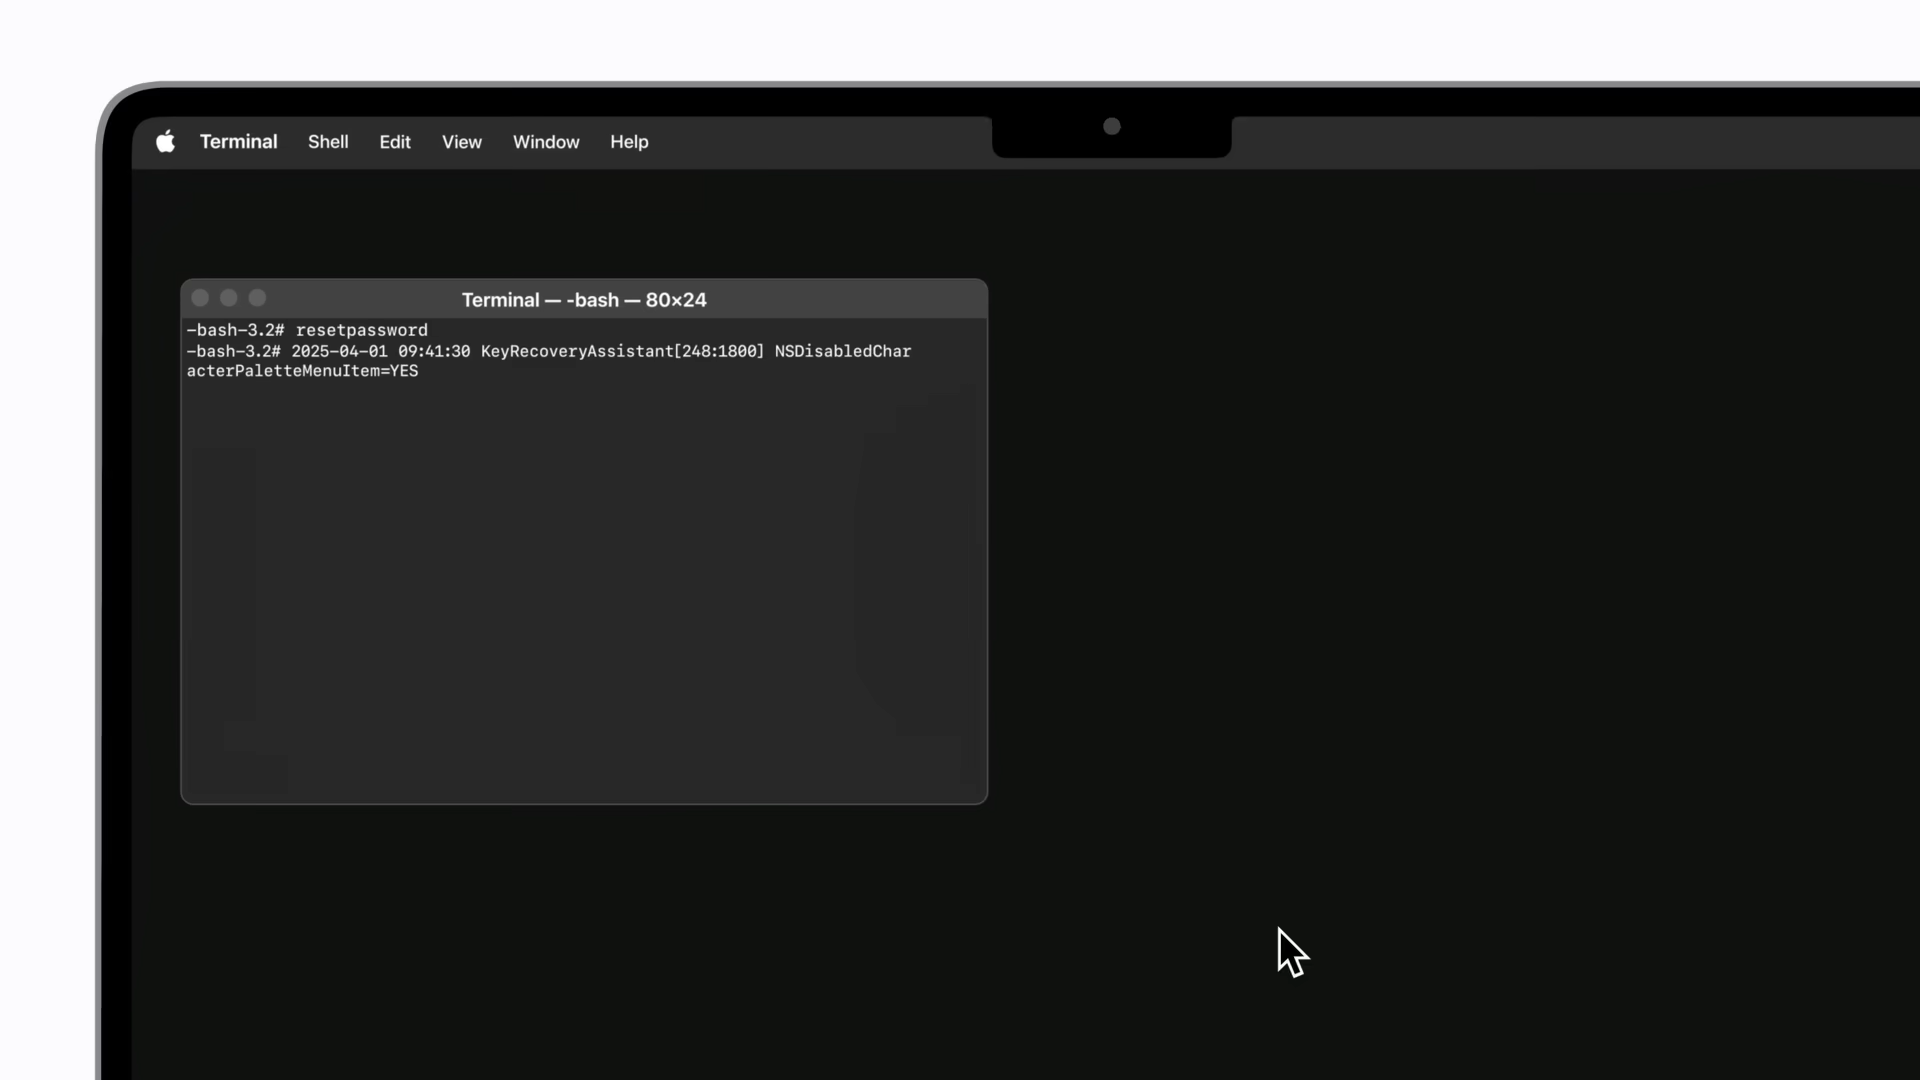 Terminal Shell Edit View Window Help
Terminal — -bash — 80×24
-bash-3.2# resetpassword
-bash-3.2# 2025-04-01 09:41:30 KeyRecoveryAssistant[248:1800] NSDisabledChar
acterPaletteMenuItem=YES